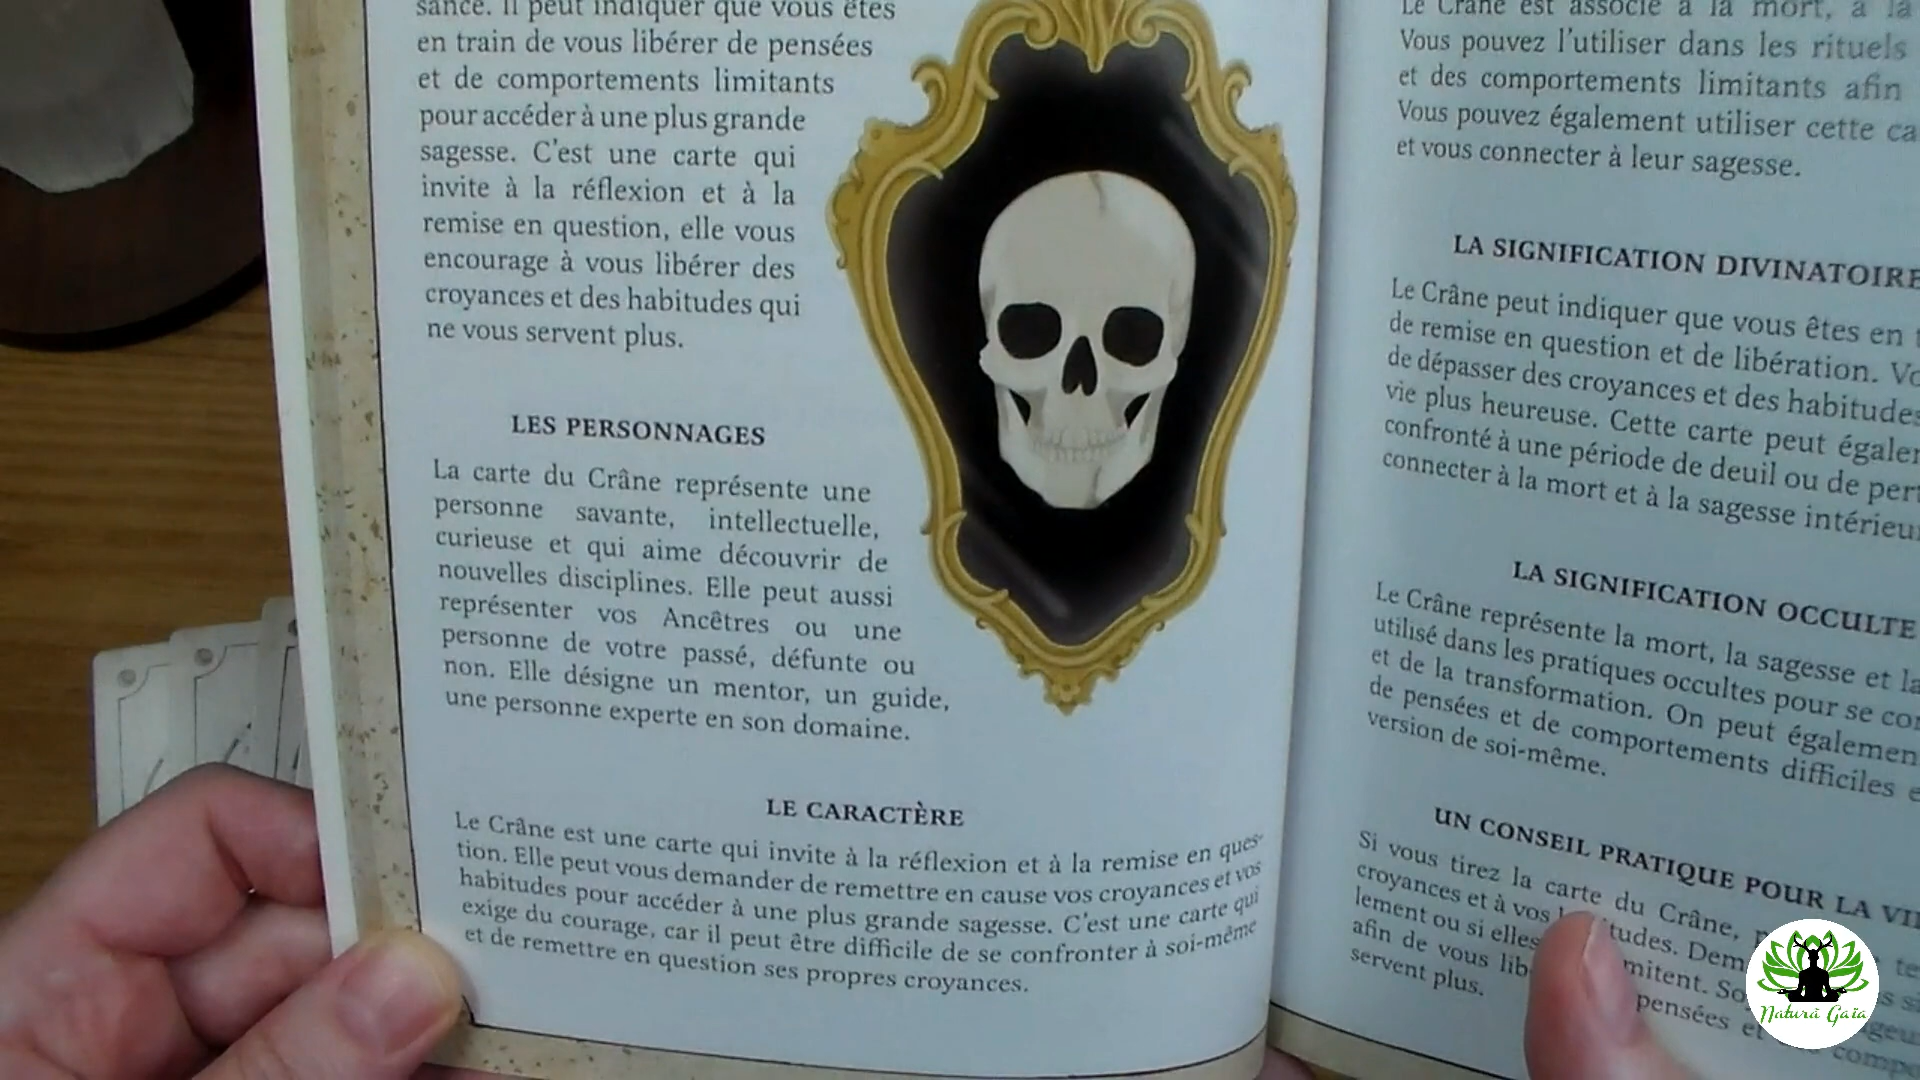 sance. Il peut indiquer que vous êtes
en train de vous libérer de pensées
et de comportements limitants
pour accéder à une plus grande
sagesse. C'est une carte qui
invite à la réflexion et à la
remise en question, elle vous
encourage à vous libérer des
croyances et des habitudes qui
ne vous servent plus.
LES PERSONNAGES
La carte du Crâne représente une
personne savante, intellectuelle,
curieuse et qui aime découvrir de
nouvelles disciplines. Elle peut aussi
représenter vos Ancêtres ou une
personne de votre passé, défunte ou
non. Elle désigne un mentor, un guide,
une personne experte en son domaine.
LE CARACTÈRE
Le Crâne est une carte qui invite à la réflexion et à la remise en ques-
tion. Elle peut vous demander de remettre en cause vos croyances et vos
habitudes pour accéder à une plus grande sagesse. C'est une carte qui
exige du courage, car il peut être difficile de se confronter à soi-même
et de remettre en question ses propres croyances.
Le Crâne est associé à la mort, à la
Vous pouvez l'utiliser dans les rituels
et des comportements limitants afin
Vous pouvez également utiliser cette
et vous connecter à leur sagesse.
LA SIGNIFICATION DIVINATOIRE
Le Crâne peut indiquer que vous êtes en
de remise en question et de libération.
de dépasser des croyances et des habitudes
vie plus heureuse. Cette carte peut
confronté à une période de deuil ou de
connecter à la mort et à la sagesse
LA SIGNIFICATION OCCULTE
Le Crâne représente la mort, la sagesse et
utilisé dans les pratiques occultes pour se
et de la transformation. On peut
de pensées et de comportements difficiles
version de soi-même.
UN CONSEIL PRATIQUE POUR LA
Si vous tirez la carte du Crâne,
croyances et à vos
lement ou si elles
afin de vous
servent plus.
pensées
Natura Gaïa